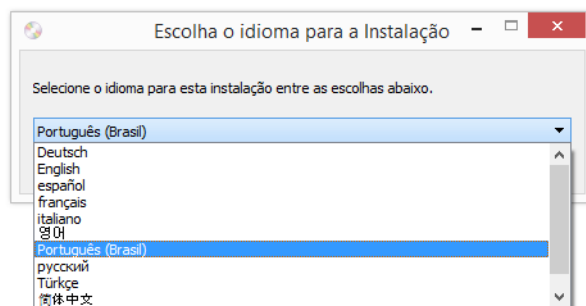 Escolha o idioma para a Instalação
Selecione o idioma para esta instalação entre as escolhas abaixo.
Português (Brasil)
Deutsch
English
español
français
italiano
영어
Português (Brasil)
русский
Türkçe
简体中文